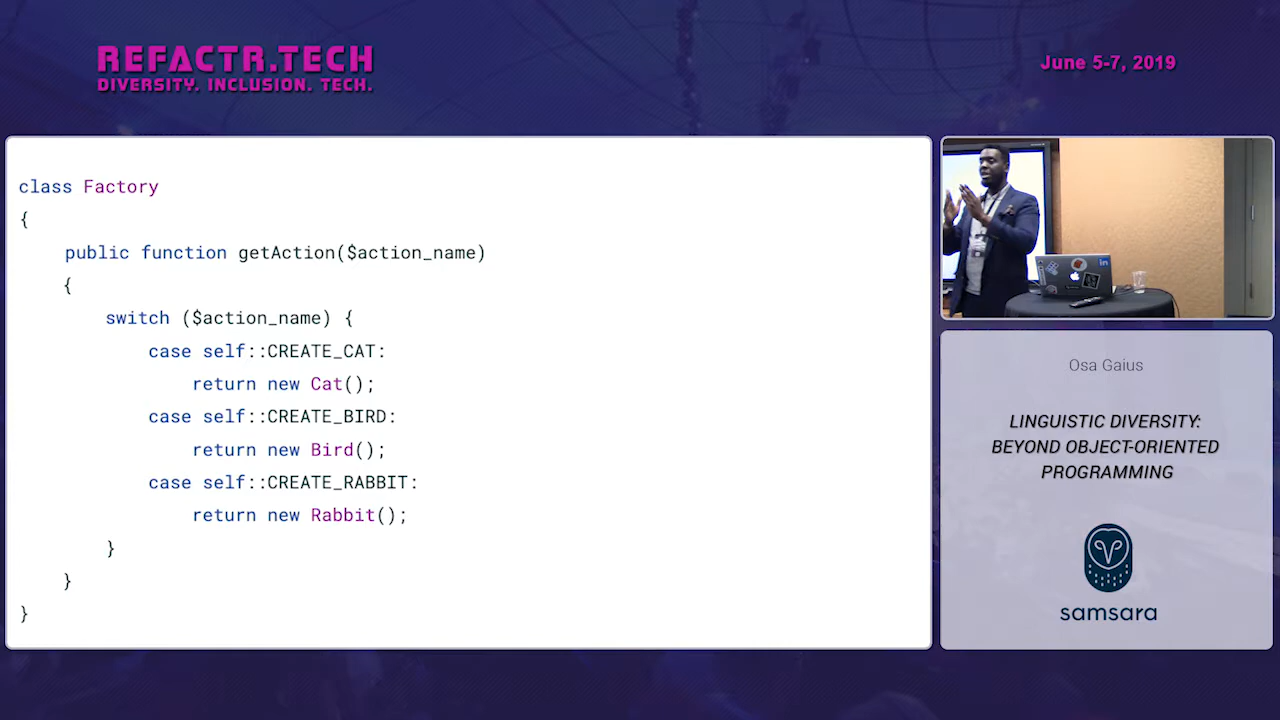 REFACTR.TECH
DIVERSITY. INCLUSION. TECH.
June 5-7, 2019
class Factory
{
public function getAction($action_name)
{
switch ($action_name) {
case self::CREATE_CAT:
return new Cat();
case self::CREATE_BIRD:
return new Bird();
case self::CREATE_RABBIT:
return new Rabbit();
}
}
}
Osa Gaius
LINGUISTIC DIVERSITY:
BEYOND OBJECT-ORIENTED
PROGRAMMING
samsara
in